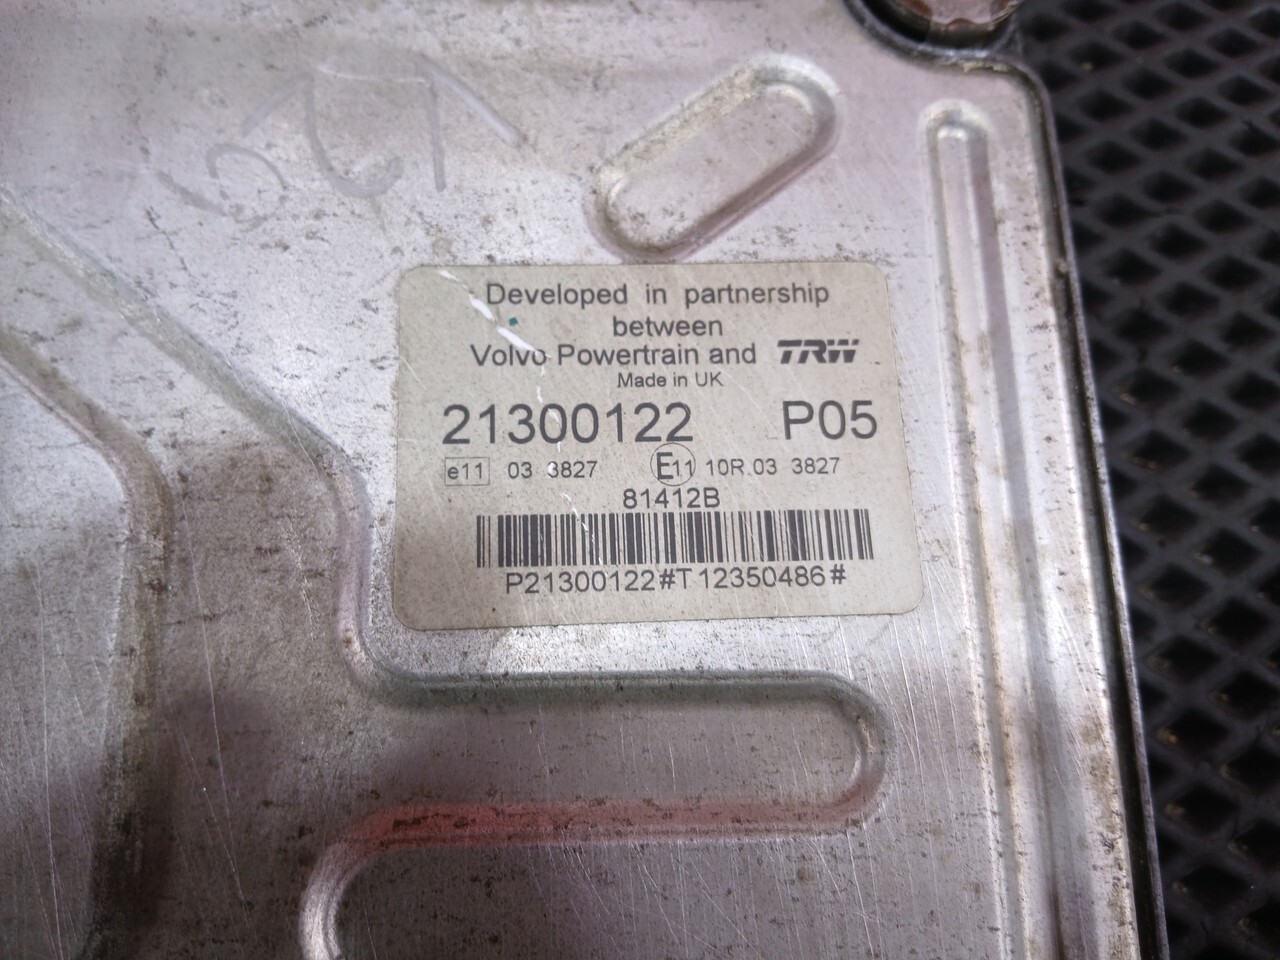 Developed in partnership
between
Volvo Powertrain and TRW
Made in UK
21300122 P05
e11 03 3827 E11 10R.03 3827
81412B
P21300122#T12350486#